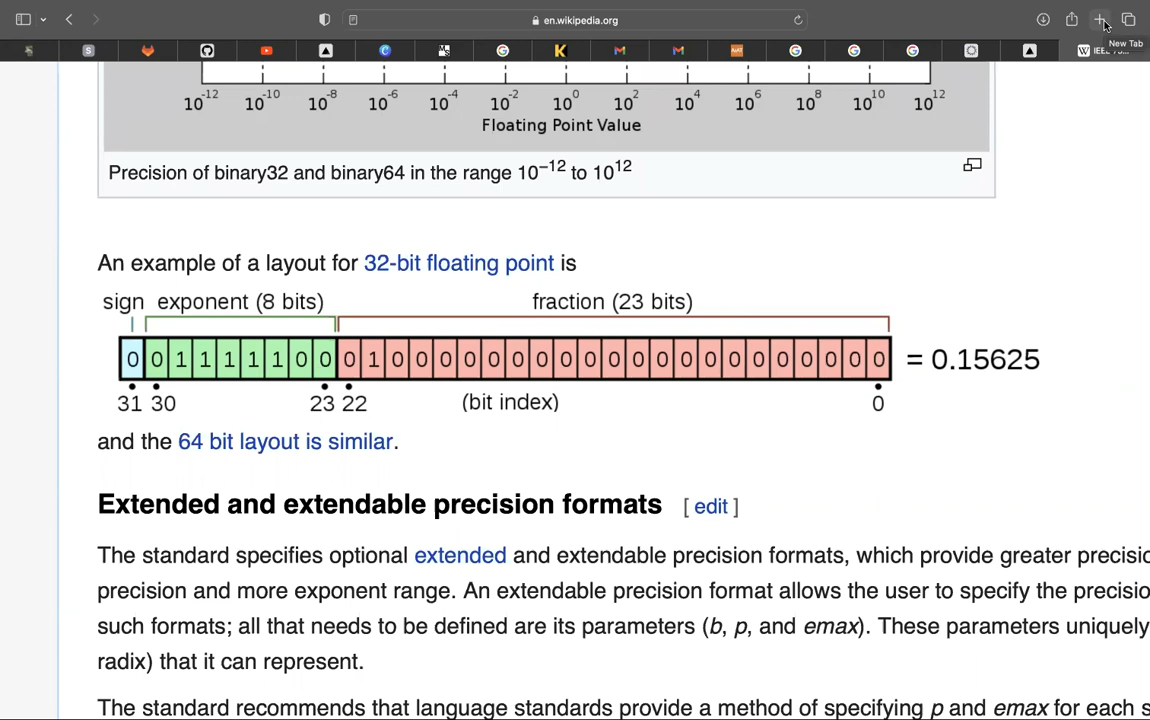 en.wikipedia.org
New Tab
S
K
W
10-12 10-10 10-8 10-6 10-4 10-2 100 102 104 106 108 1010 1012
Floating Point Value
Precision of binary32 and binary64 in the range 10−12 to 1012
An example of a layout for 32-bit floating point is
sign exponent (8 bits) fraction (23 bits)
0 0 1 1 1 1 1 0 0 0 1 0 0 0 0 0 0 0 0 0 0 0 0 0 0 0 0 0 0 0 0 0 = 0.15625
31 30 23 22 (bit index) 0
and the 64 bit layout is similar.
Extended and extendable precision formats [ edit ]
The standard specifies optional extended and extendable precision formats, which provide greater precisic
precision and more exponent range. An extendable precision format allows the user to specify the precisio
such formats; all that needs to be defined are its parameters (b, p, and emax). These parameters uniquely
radix) that it can represent.
The standard recommends that language standards provide a method of specifying p and emax for each s